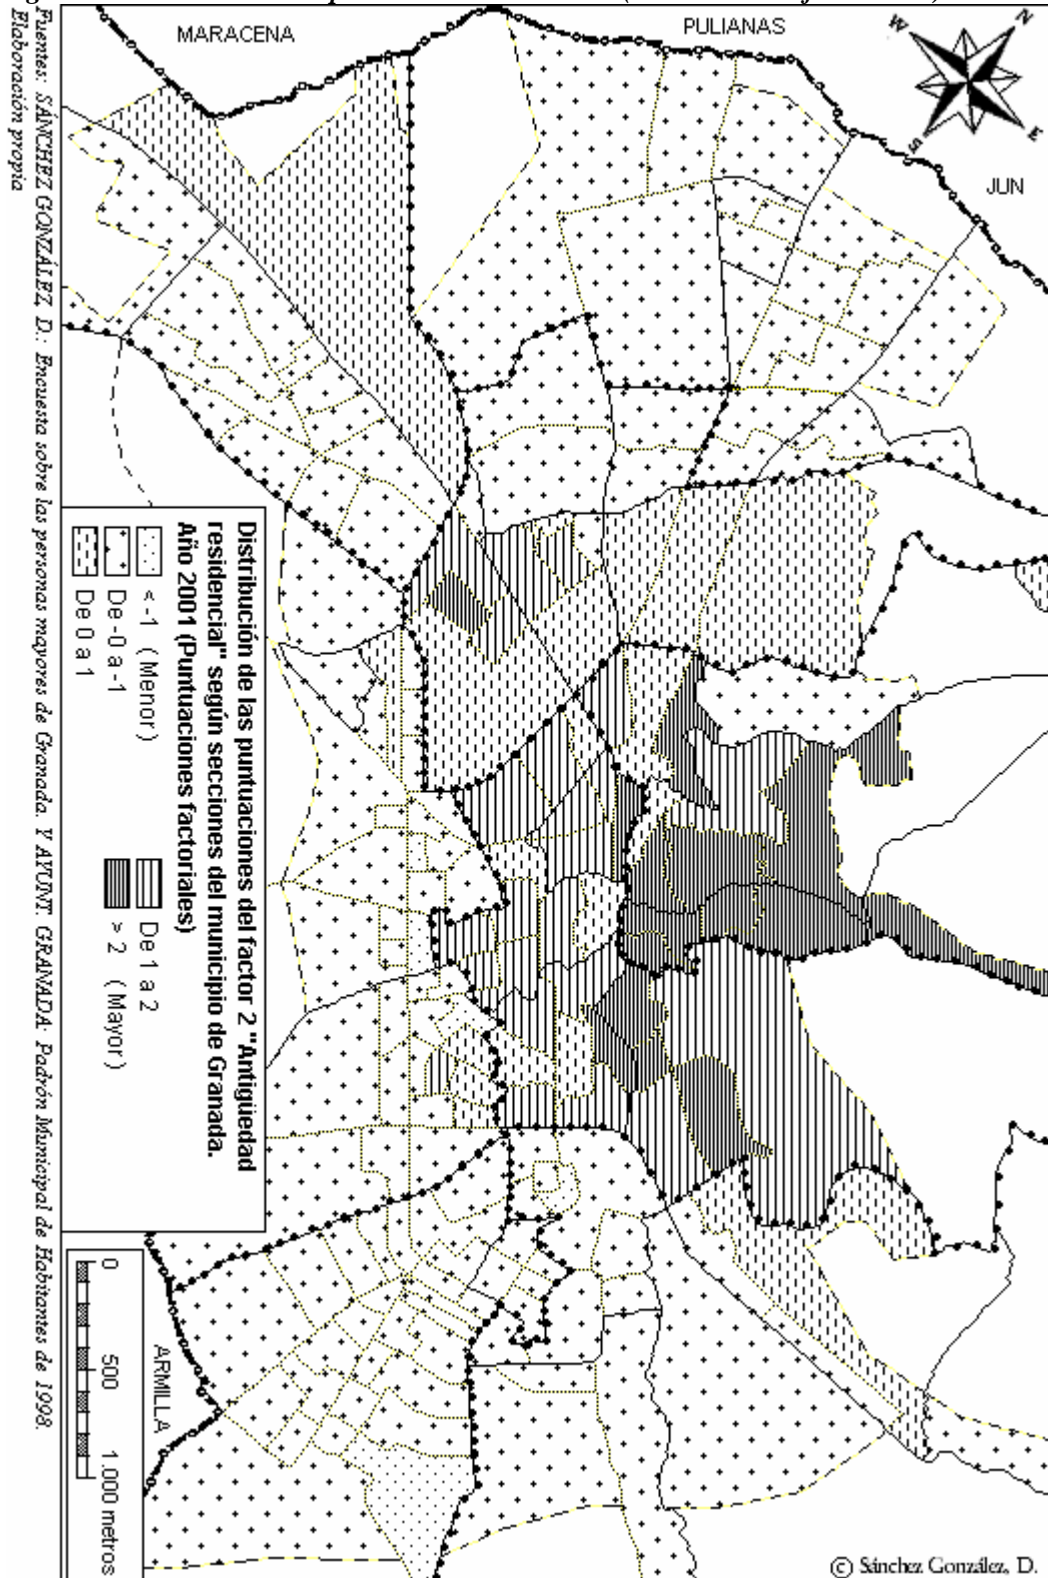 MARACENA
PULIANAS
JUN
N
W
E
S
Distribución de las puntuaciones del factor 2 "Antigüedad
residencial" según secciones del municipio de Granada.
Año 2001 (Puntuaciones factoriales)
< -1 (Menor)
De -0 a -1
De 0 a 1
De 1 a 2
> 2 (Mayor)
0
500
1.000 metros
ARMILLA
Fuentes: SÁNCHEZ GONZÁLEZ, D.: Encuesta sobre las personas mayores de Granada. Y AYUNT. GRANADA: Padrón Municipal de Habitantes de 1998.
Elaboración propia
© Sánchez González, D.